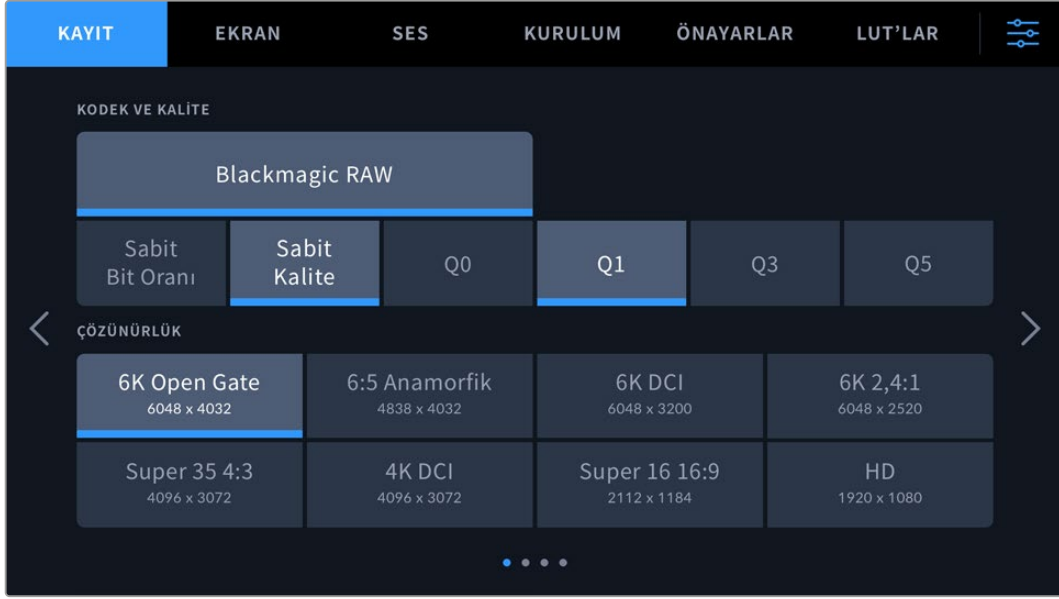 KAYIT EKRAN SES KURULUM ÖNAYARLAR LUT'LAR
KODEK VE KALİTE
Blackmagic RAW
Sabit Bit Oranı
Sabit Kalite
Q0
Q1
Q3
Q5
ÇÖZÜNÜRLÜK
6K Open Gate
6048 x 4032
6:5 Anamorfik
4838 x 4032
6K DCI
6048 x 3200
6K 2,4:1
6048 x 2520
Super 35 4:3
4096 x 3072
4K DCI
4096 x 3072
Super 16 16:9
2112 x 1184
HD
1920 x 1080